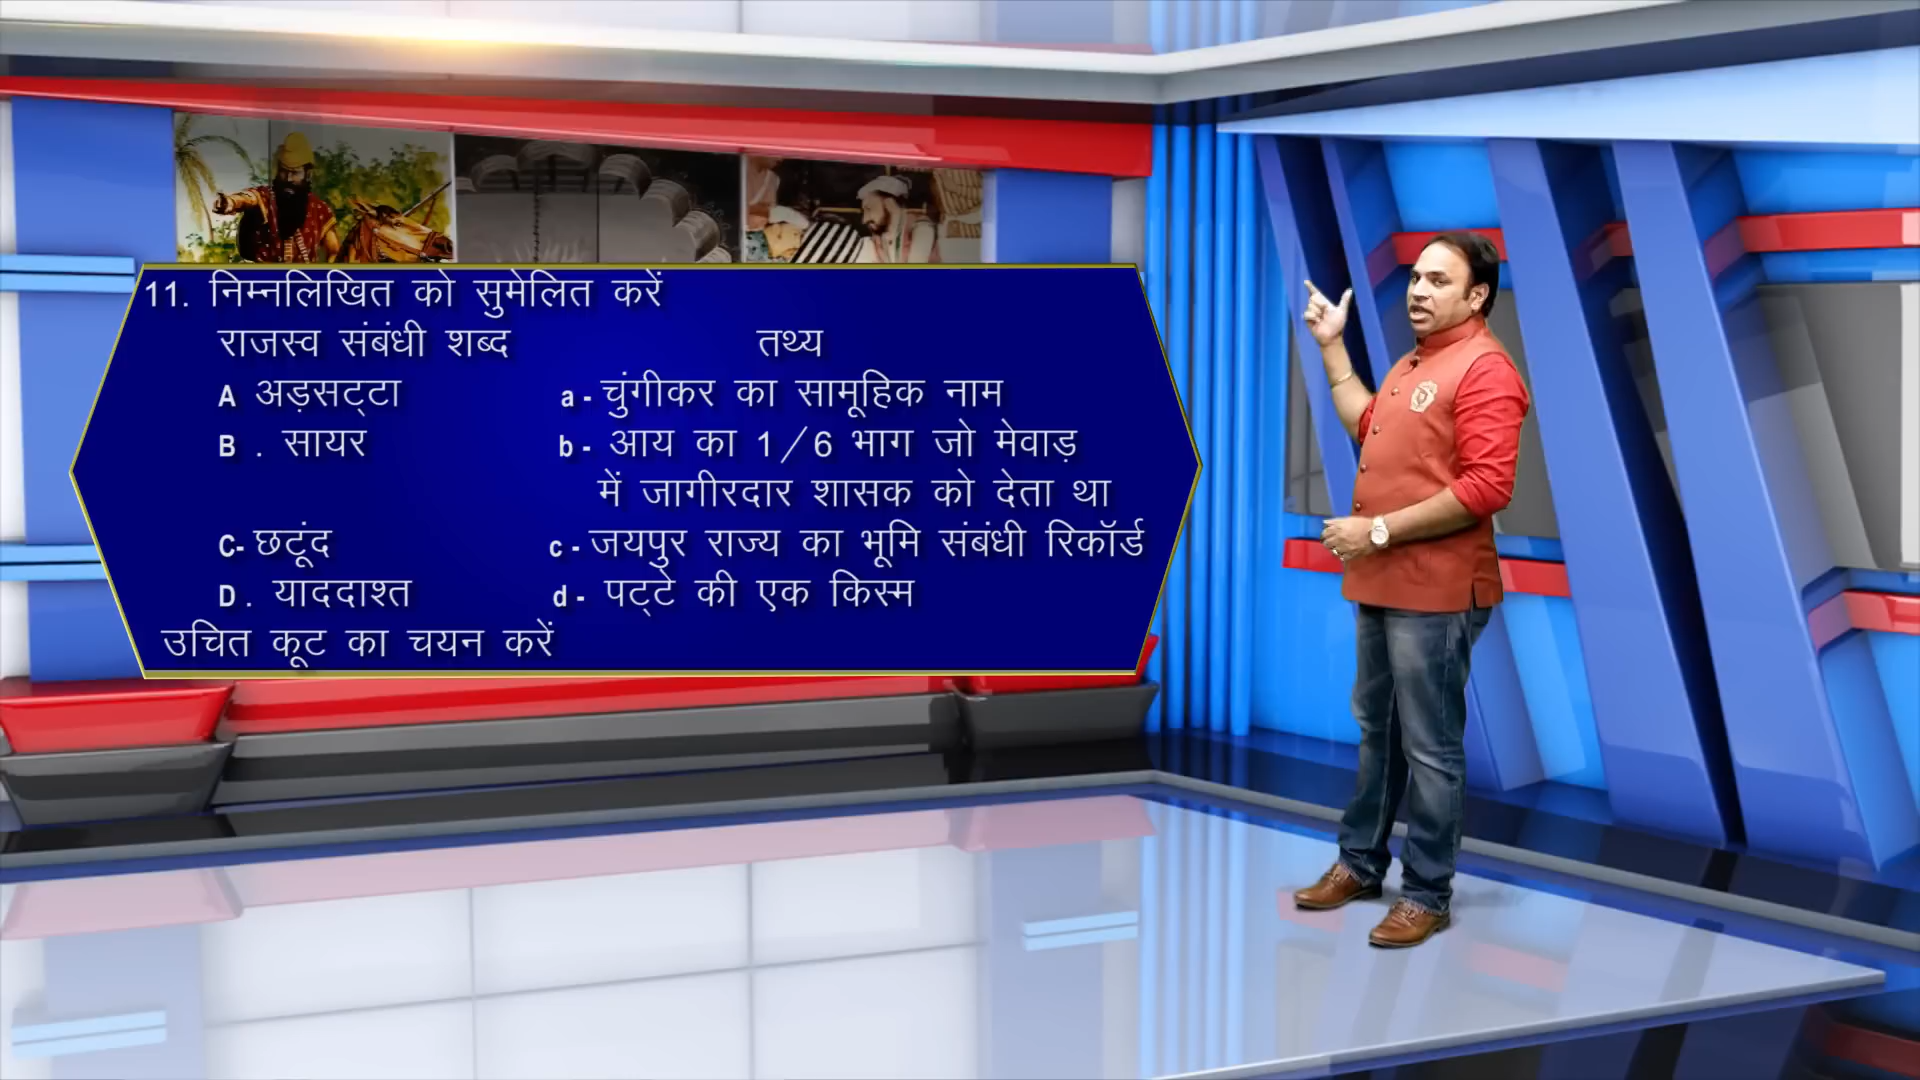 11. निम्नलिखित को सुमेलित करें
राजस्व संबंधी शब्द तथ्य
A अड़सट्टा a - चुंगीकर का सामूहिक नाम
B . सायर b - आय का 1/6 भाग जो मेवाड़
में जागीरदार शासक को देता था
C- छटूंद c - जयपुर राज्य का भूमि संबंधी रिकॉर्ड
D . याददाश्त d - पट्टे की एक किस्म
उचित कूट का चयन करें